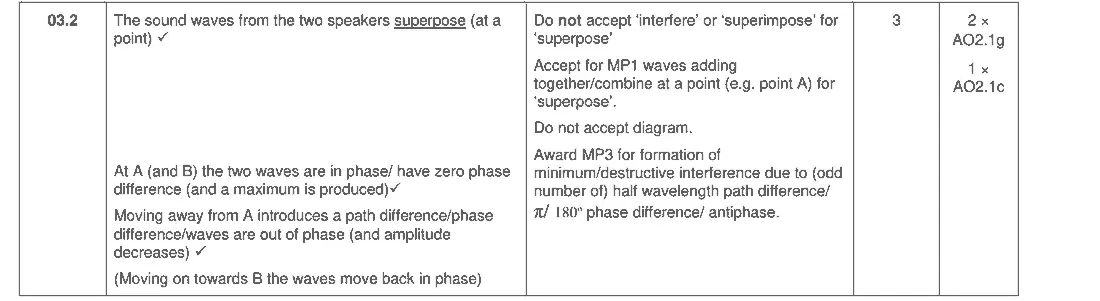 03.2
The sound waves from the two speakers superpose (at a
point) ✓
At A (and B) the two waves are in phase/ have zero phase
difference (and a maximum is produced)✓
Moving away from A introduces a path difference/phase
difference/waves are out of phase (and amplitude
decreases) ✓
(Moving on towards B the waves move back in phase)
Do not accept 'interfere' or 'superimpose' for
'superpose'
Accept for MP1 waves adding
together/combine at a point (e.g. point A) for
'superpose'.
Do not accept diagram.
Award MP3 for formation of
minimum/destructive interference due to (odd
number of) half wavelength path difference/
π/ 180° phase difference/ antiphase.
3
2 ×
AO2.1g
1 ×
AO2.1c